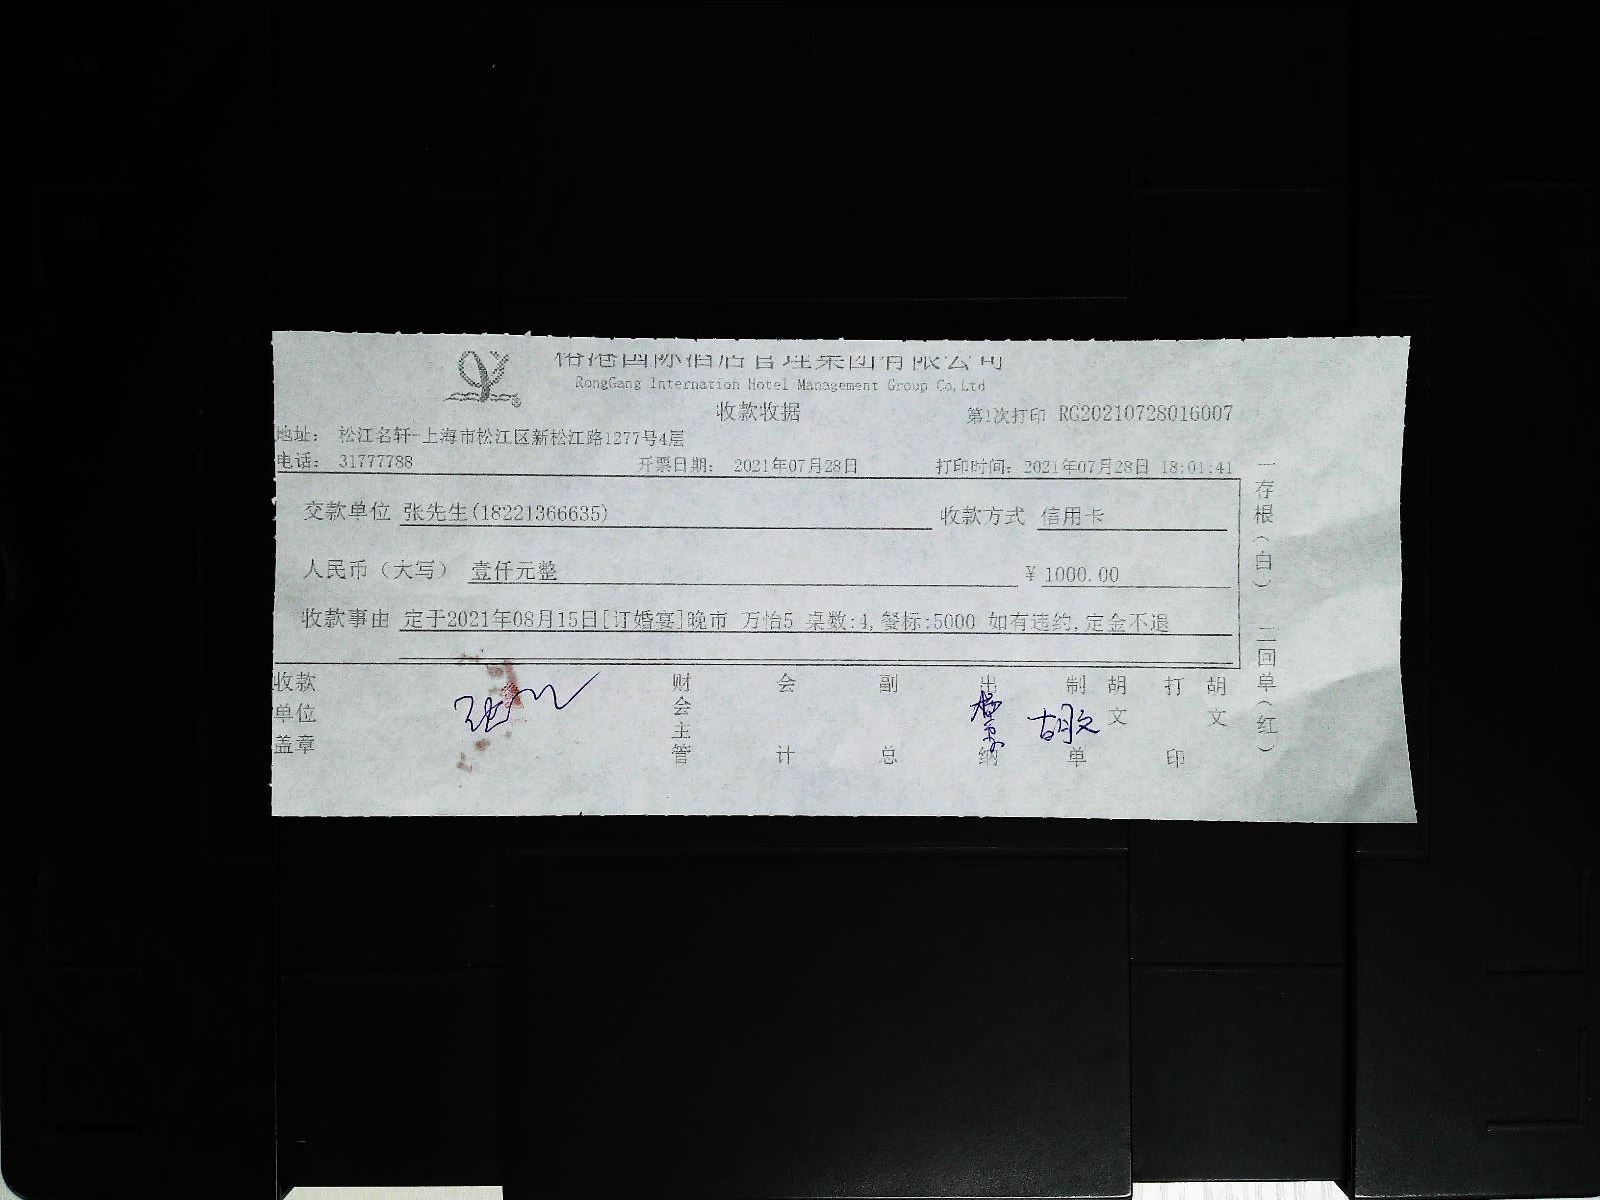 榕港国际酒店管理集团有限公司
RongGang Internation Hotel Management Group Co,Ltd
收款收据
第1次打印 RG20210728016007
地址： 松江名轩-上海市松江区新松江路1277号4层
电话： 31777788
开票日期： 2021年07月28日
打印时间：2021年07月28日 18:01:41
交款单位 张先生(18221366635)
收款方式 信用卡
人民币（大写） 壹仟元整
¥ 1000.00
收款事由 定于2021年08月15日[订婚宴]晚市 万怡5 桌数:4,餐标:5000 如有违约,定金不退
收款单位盖章
财会主管
会计
副总
出纳
制单
胡文
胡文
打印
胡文
一存根（白） 二回单（红）